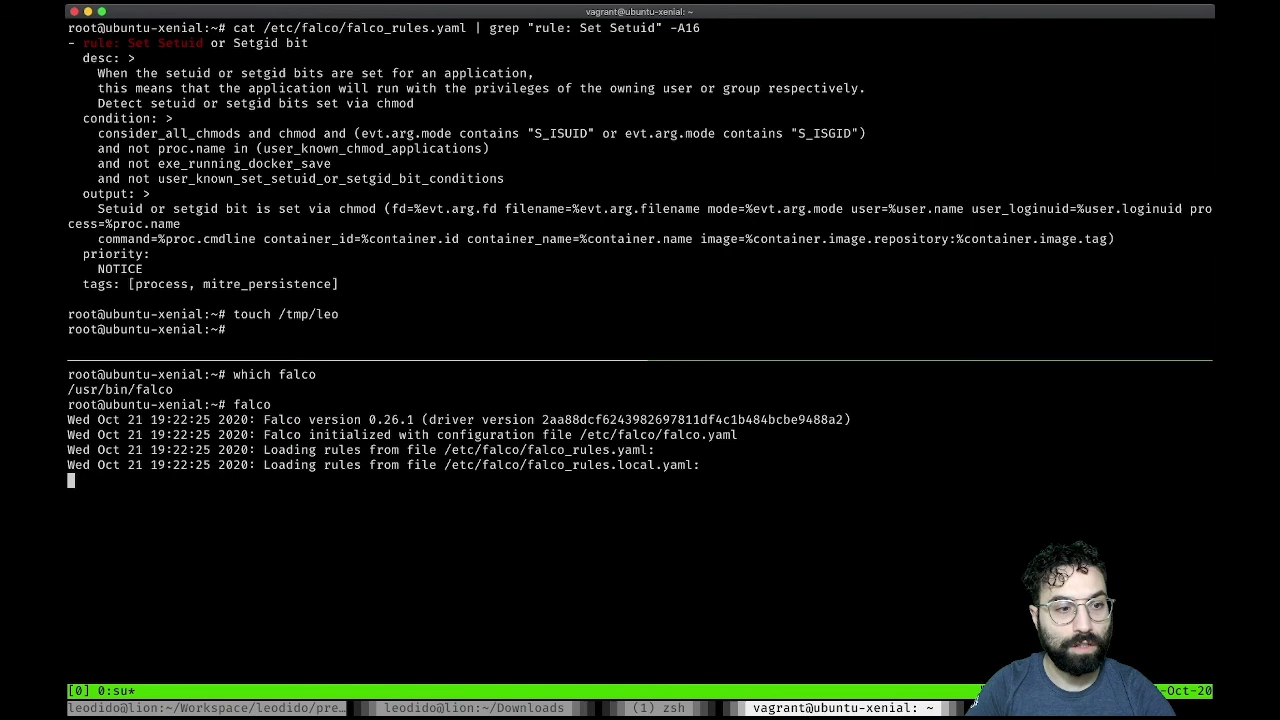 vagrant@ubuntu-xenial: ~
root@ubuntu-xenial:~# cat /etc/falco/falco_rules.yaml | grep "rule: Set Setuid" -A16
- rule: Set Setuid or Setgid bit
desc: >
When the setuid or setgid bits are set for an application,
this means that the application will run with the privileges of the owning user or group respectively.
Detect setuid or setgid bits set via chmod
condition: >
consider_all_chmods and chmod and (evt.arg.mode contains "S_ISUID" or evt.arg.mode contains "S_ISGID")
and not proc.name in (user_known_chmod_applications)
and not exe_running_docker_save
and not user_known_set_setuid_or_setgid_bit_conditions
output: >
Setuid or setgid bit is set via chmod (fd=%evt.arg.fd filename=%evt.arg.filename mode=%evt.arg.mode user=%user.name user_loginuid=%user.loginuid pro
cess=%proc.name
command=%proc.cmdline container_id=%container.id container_name=%container.name image=%container.image.repository:%container.image.tag)
priority:
NOTICE
tags: [process, mitre_persistence]
root@ubuntu-xenial:~# touch /tmp/leo
root@ubuntu-xenial:~#
root@ubuntu-xenial:~# which falco
/usr/bin/falco
root@ubuntu-xenial:~# falco
Wed Oct 21 19:22:25 2020: Falco version 0.26.1 (driver version 2aa88dcf6243982697811df4c1b484bcbe9488a2)
Wed Oct 21 19:22:25 2020: Falco initialized with configuration file /etc/falco/falco.yaml
Wed Oct 21 19:22:25 2020: Loading rules from file /etc/falco/falco_rules.yaml:
Wed Oct 21 19:22:25 2020: Loading rules from file /etc/falco/falco_rules.local.yaml:
[0] 0:su* -Oct-20
leodido@lion:~/Workspace/leodido/pre… leodido@lion:~/Downloads (1) zsh vagrant@ubuntu-xenial: ~